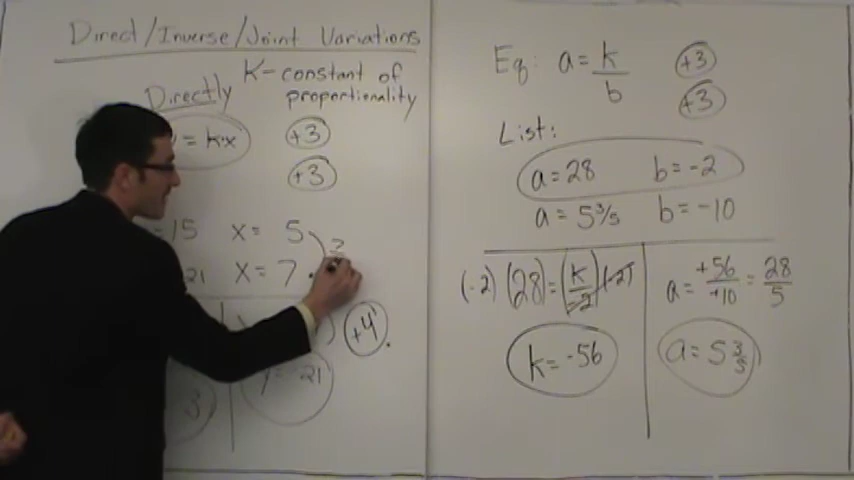 Direct/Inverse/Joint Variations
K-constant of
proportionality
Directly
= kx
+3
+3
= 15 x = 5
21 x = 7
+4
y = -21
3
Eq: a = k/b
+3
+3
List:
a = 28 b = -2
a = 5 3/5 b = -10
(-2)(28) = (k/-2)(-2)
k = -56
a = +56/+10 = 28/5
a = 5 3/5